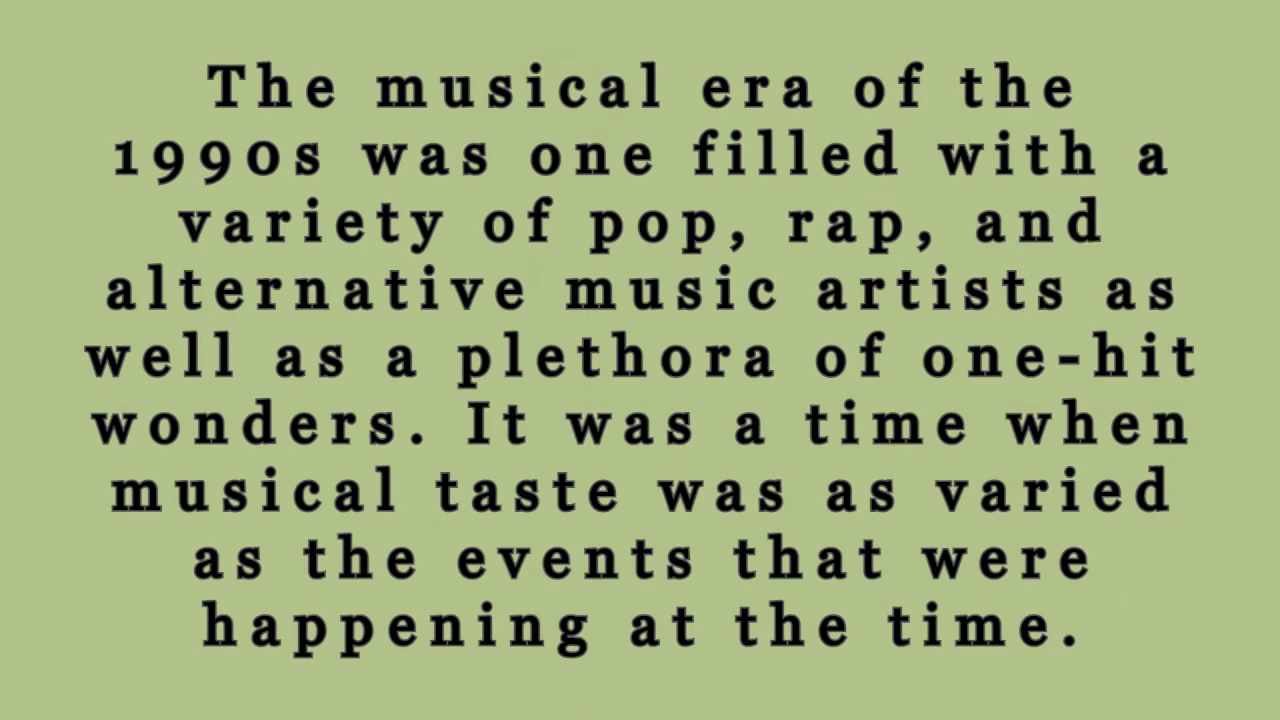 The musical era of the
1990s was one filled with a
variety of pop, rap, and
alternative music artists as
well as a plethora of one-hit
wonders. It was a time when
musical taste was as varied
as the events that were
happening at the time.